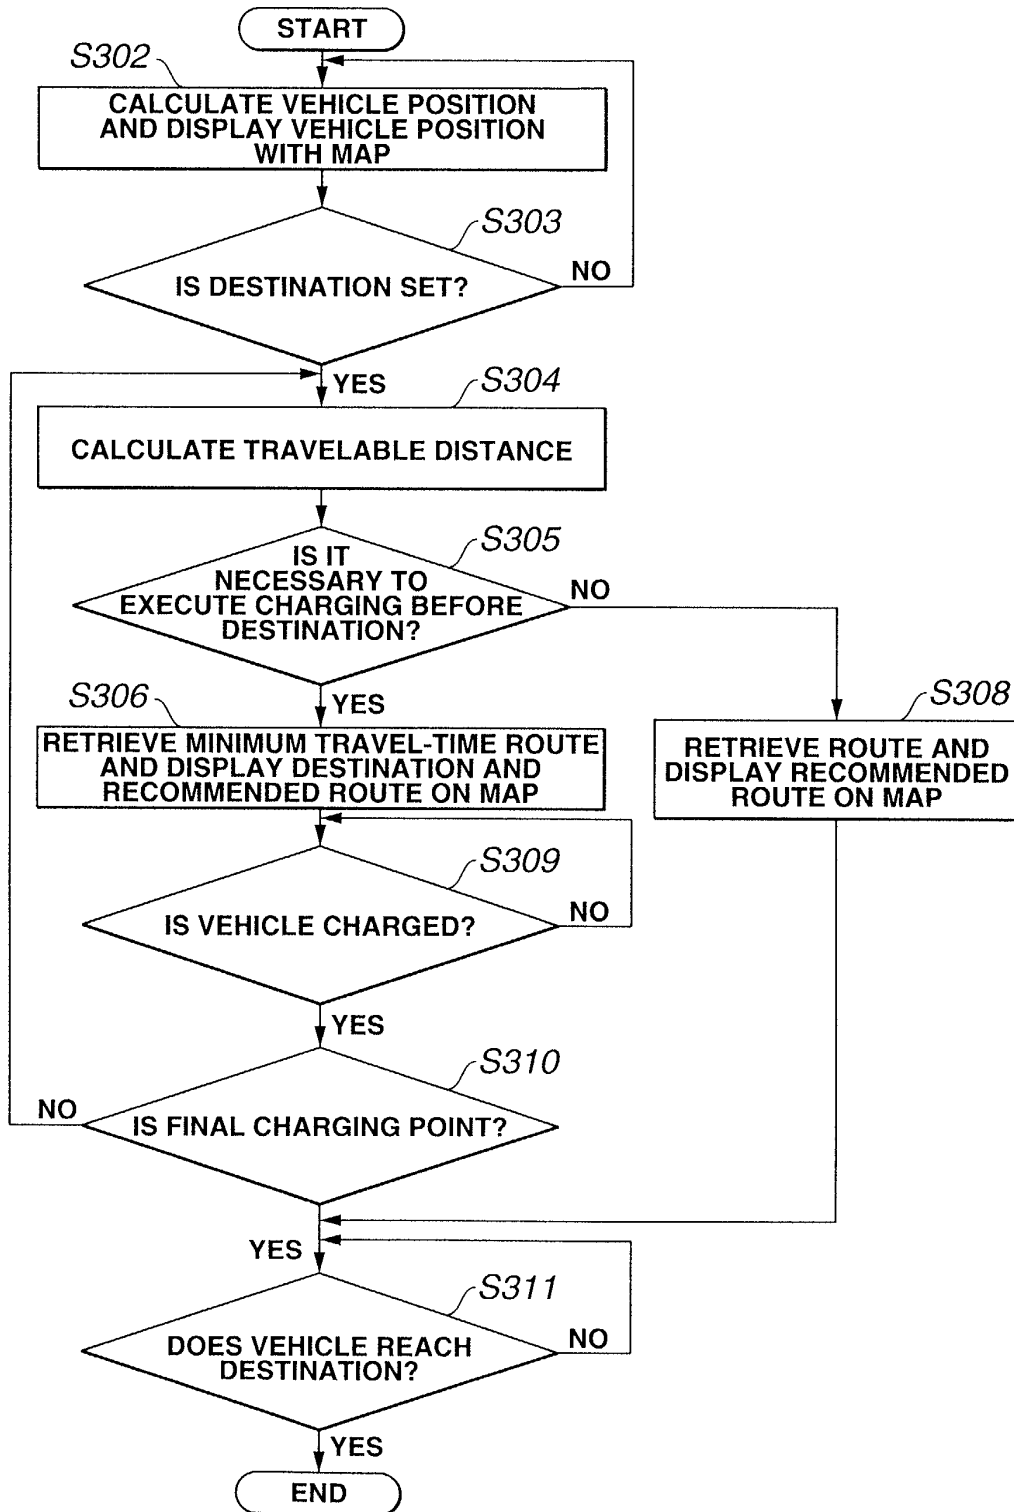 START
S302
CALCULATE VEHICLE POSITION
AND DISPLAY VEHICLE POSITION
WITH MAP
S303
IS DESTINATION SET?
NO
YES
S304
CALCULATE TRAVELABLE DISTANCE
S305
IS IT
NECESSARY TO
EXECUTE CHARGING BEFORE
DESTINATION?
NO
YES
S306
RETRIEVE MINIMUM TRAVEL-TIME ROUTE
AND DISPLAY DESTINATION AND
RECOMMENDED ROUTE ON MAP
S308
RETRIEVE ROUTE AND
DISPLAY RECOMMENDED
ROUTE ON MAP
S309
IS VEHICLE CHARGED?
NO
YES
S310
NO
IS FINAL CHARGING POINT?
YES
S311
DOES VEHICLE REACH
DESTINATION?
NO
YES
END